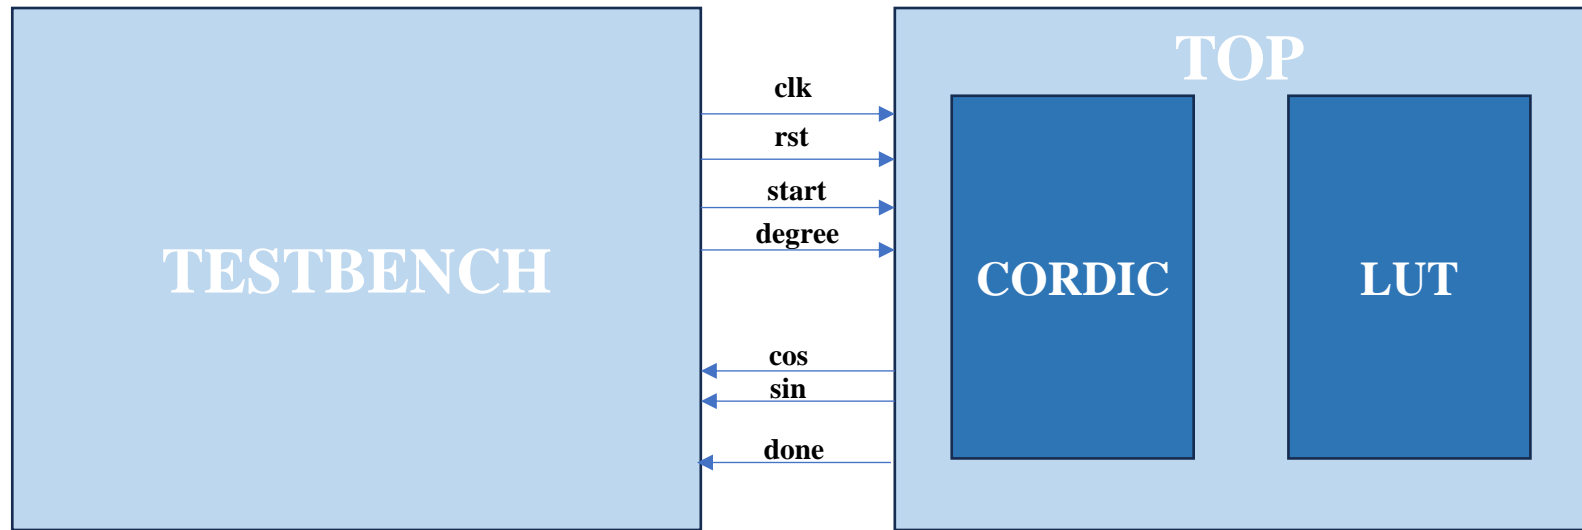 TOP
clk
rst
start
degree
TESTBENCH
CORDIC
LUT
cos
sin
done